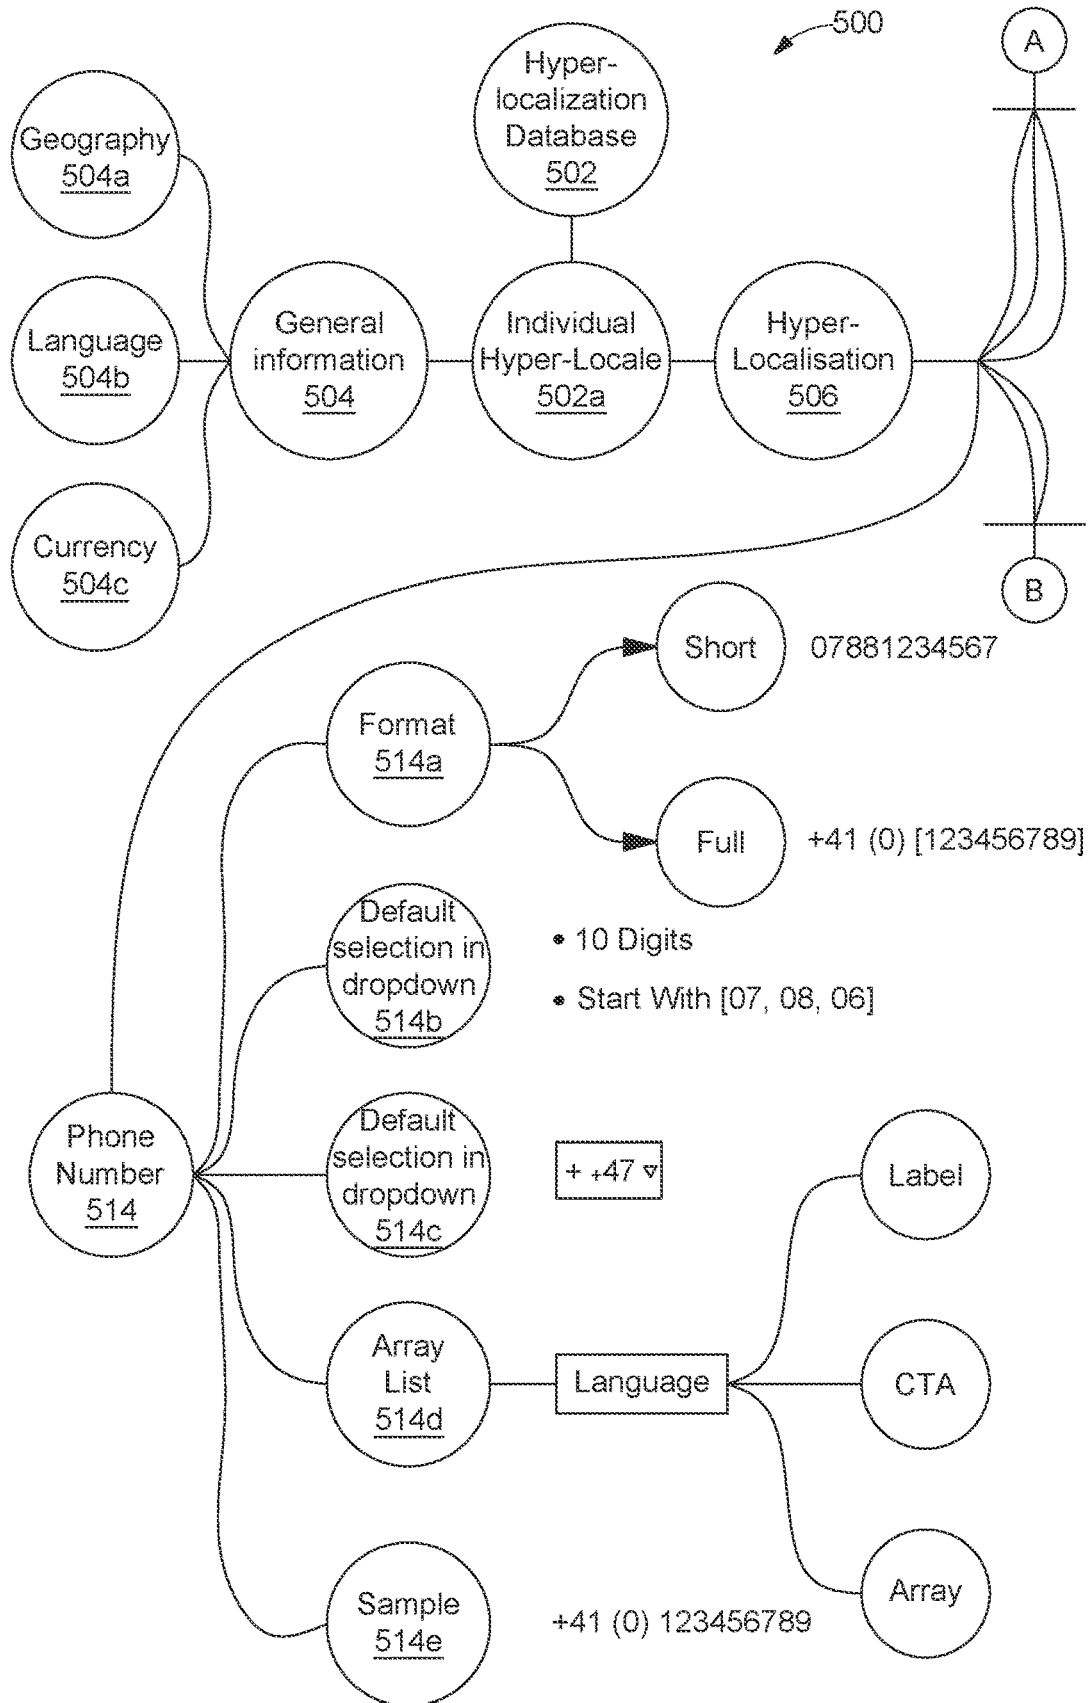 500
A
Hyper-
localization
Database
502
Geography
504a
Language
504b
Currency
504c
General
information
504
Individual
Hyper-Locale
502a
Hyper-
Localisation
506
B
Short
07881234567
Format
514a
Full
+41 (0) [123456789]
Default
selection in
dropdown
514b
• 10 Digits
• Start With [07, 08, 06]
Phone
Number
514
Default
selection in
dropdown
514c
+ +47 ▿
Label
Array
List
514d
Language
CTA
Array
Sample
514e
+41 (0) 123456789